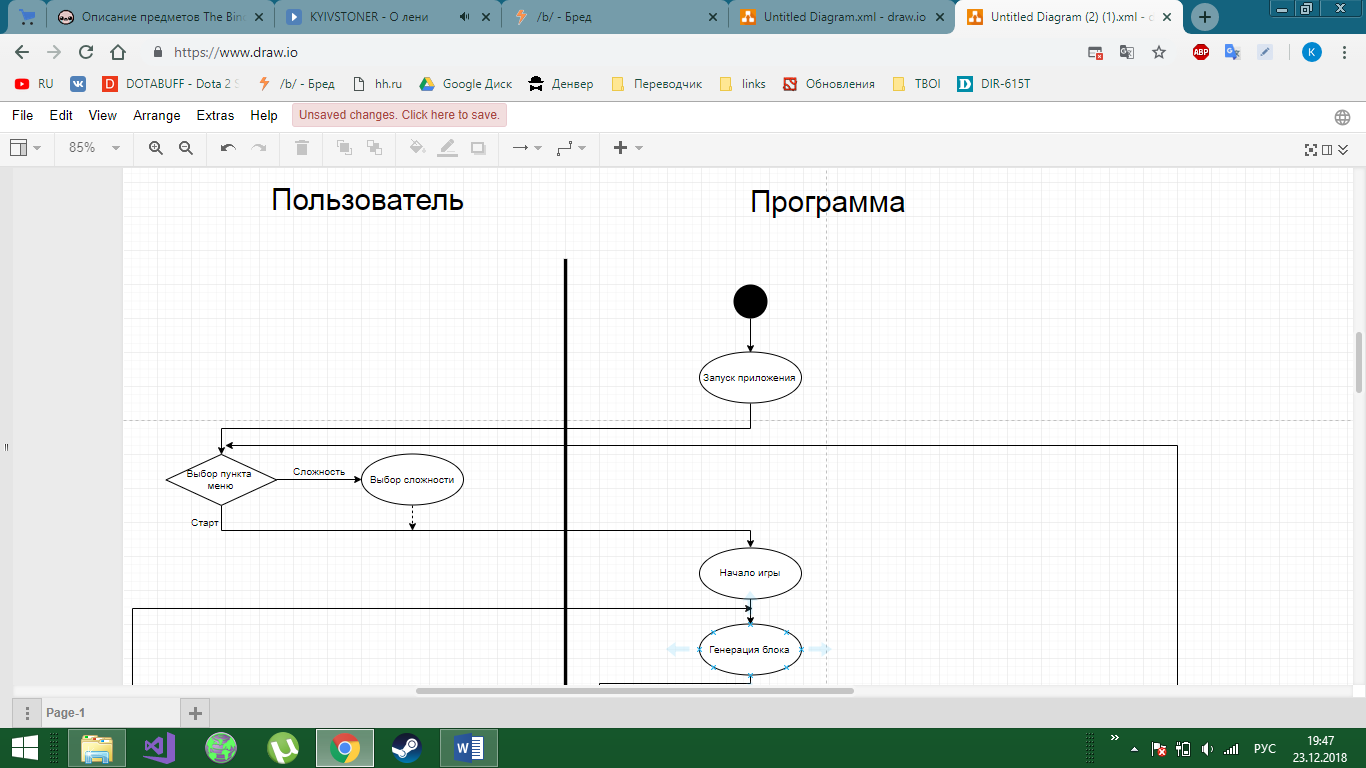 Описание предметов The Bin
KYIVSTONER - О лени
/b/ - Бред
Untitled Diagram.xml - draw.io
Untitled Diagram (2) (1).xml -
https://www.draw.io
ABP
K
RU
DOTABUFF - Dota 2
/b/ - Бред
hh.ru
Google Диск
Денвер
Переводчик
links
Обновления
ТВОІ
DIR-615T
File Edit View Arrange Extras Help
Unsaved changes. Click here to save.
85%
Пользователь
Программа
Запуск приложения
Выбор пункта
меню
Сложность
Выбор сложности
Старт
Начало игры
Генерация блока
Page-1
РУС
19:47
23.12.2018